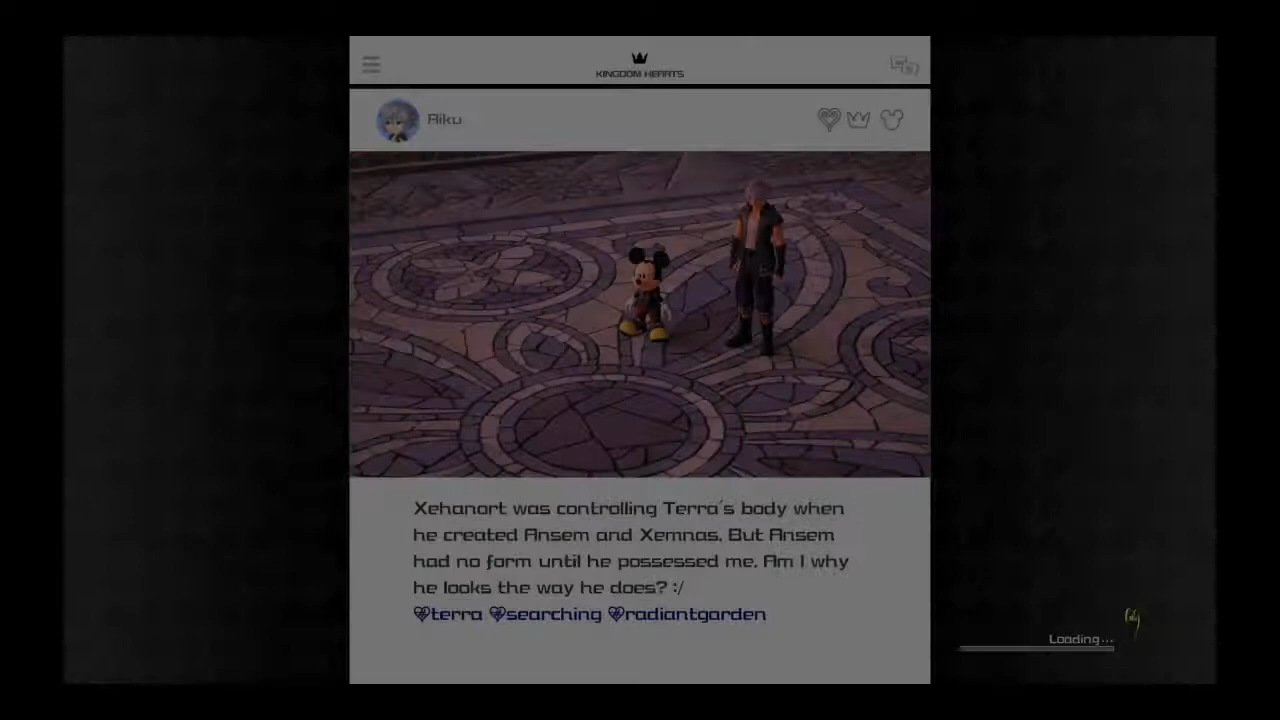 KINGDOM HEARTS
Riku
Xehanort was controlling Terra's body when
he created Ansem and Xemnas. But Ansem
had no form until he possessed me. Am I why
he looks the way he does? :/
terra searching radiantgarden
Loading...